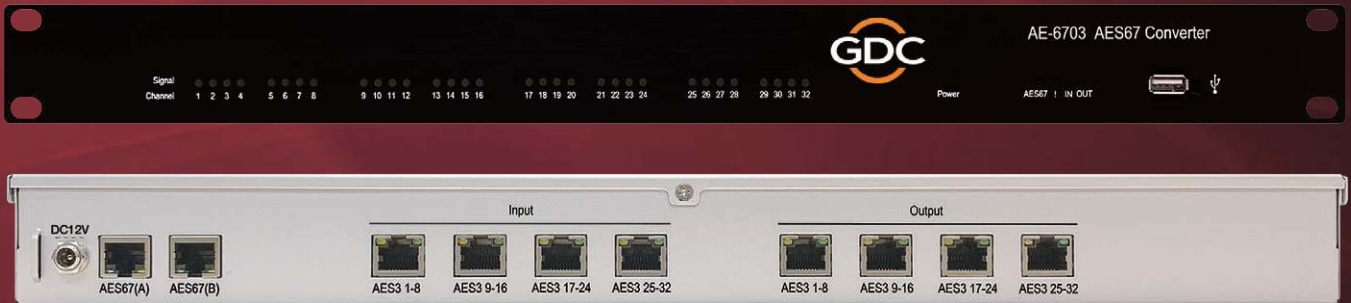 GDC
AE-6703 AES67 Converter
Signal
Channel 1 2 3 4 5 6 7 8 9 10 11 12 13 14 15 16 17 18 19 20 21 22 23 24 25 26 27 28 29 30 31 32
Power
AES67 ! IN OUT
Input
Output
DC12V
AES67(A) AES67(B)
AES3 1-8 AES3 9-16 AES3 17-24 AES3 25-32
AES3 1-8 AES3 9-16 AES3 17-24 AES3 25-32